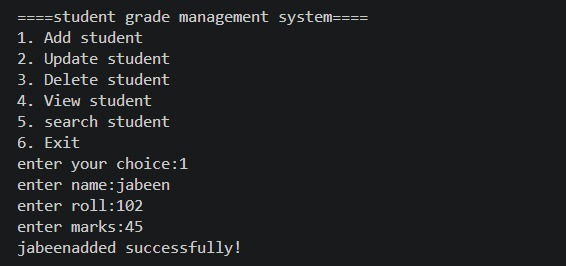 ====student grade management system====
1. Add student
2. Update student
3. Delete student
4. View student
5. search student
6. Exit
enter your choice:1
enter name:jabeen
enter roll:102
enter marks:45
jabeenadded successfully!